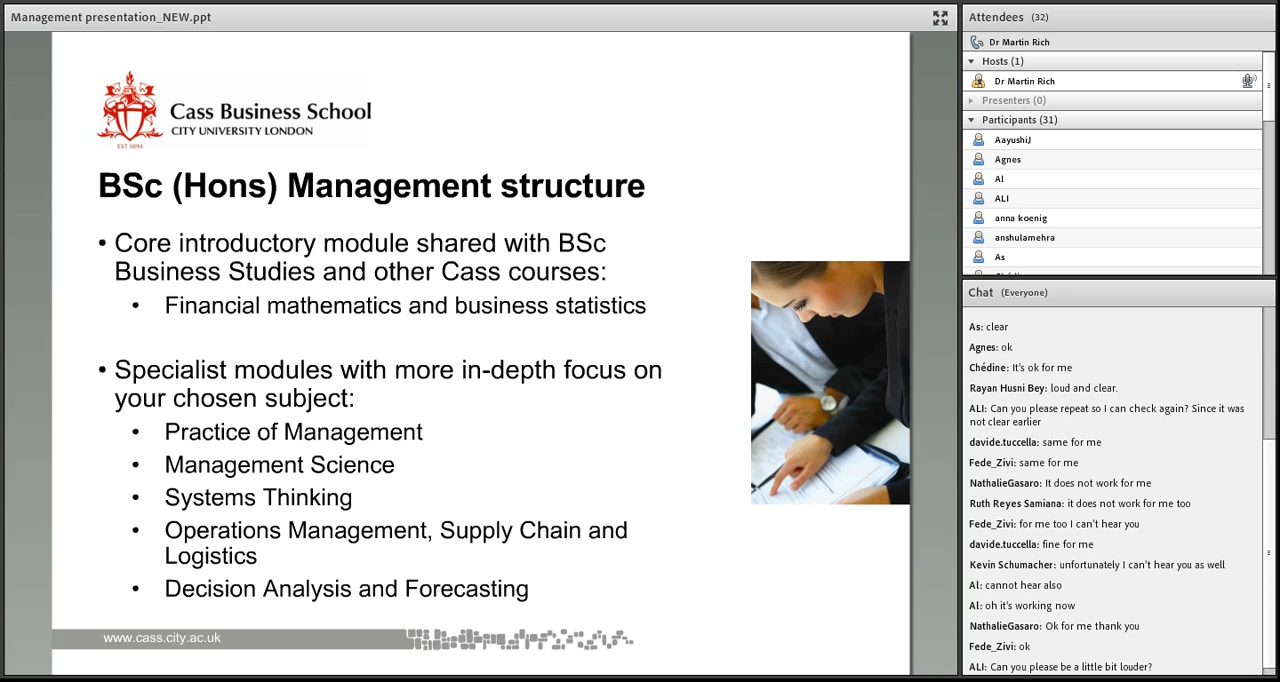 Management presentation_NEW.ppt
Cass Business School
CITY UNIVERSITY LONDON
EST 1894
BSc (Hons) Management structure
• Core introductory module shared with BSc
Business Studies and other Cass courses:
• Financial mathematics and business statistics
• Specialist modules with more in-depth focus on
your chosen subject:
• Practice of Management
• Management Science
• Systems Thinking
• Operations Management, Supply Chain and
Logistics
• Decision Analysis and Forecasting
www.cass.city.ac.uk
Attendees (32)
Dr Martin Rich
Hosts (1)
Dr Martin Rich
Presenters (0)
Participants (31)
AayushiJ
Agnes
Al
ALI
anna koenig
anshulamehra
As
Chat (Everyone)
As: clear
Agnes: ok
Chédine: It's ok for me
Rayan Husni Bey: loud and clear.
ALI: Can you please repeat so I can check again? Since it was
not clear earlier
davide.tuccella: same for me
Fede_Zivi: same for me
NathalieGasaro: It does not work for me
Ruth Reyes Samiana: it does not work for me too
Fede_Zivi: for me too I can't hear you
davide.tuccella: fine for me
Kevin Schumacher: unfortunately I can't hear you as well
Al: cannot hear also
Al: oh it's working now
NathalieGasaro: Ok for me thank you
Fede_Zivi: ok
ALI: Can you please be a little bit louder?